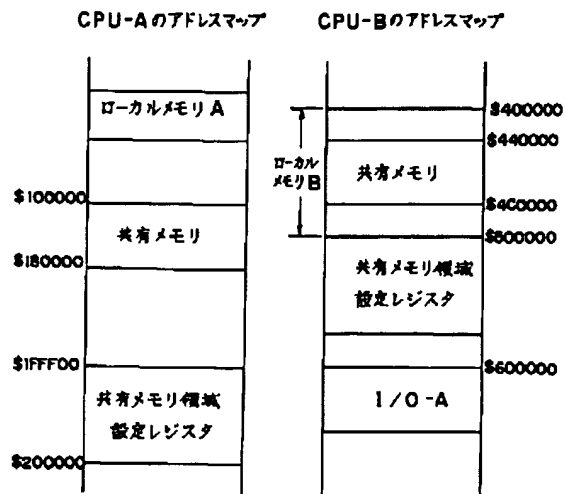 CPU-Aのアドレスマップ
ローカルメモリA
$100000
共有メモリ
$180000
$1FFF00
共有メモリ領域
設定レジスタ
$200000
CPU-Bのアドレスマップ
$400000
$440000
ローカル
メモリB
共有メモリ
$4C0000
$500000
共有メモリ領域
設定レジスタ
$600000
I/O-A